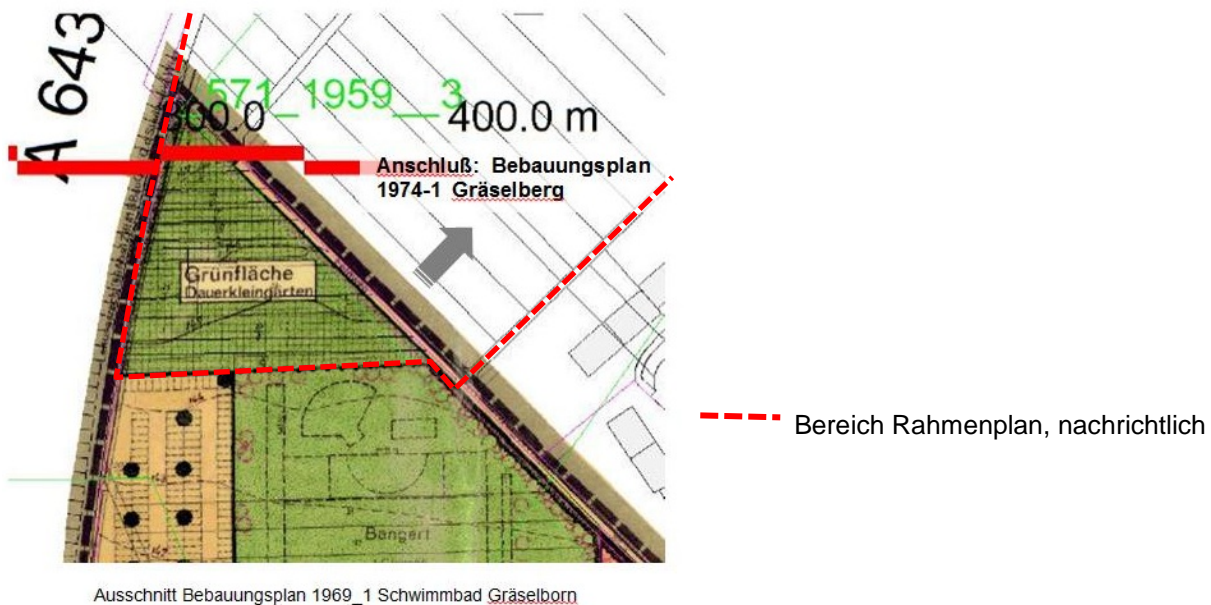 A 643
571_1959__3
300.0
400.0 m
Anschluß: Bebauungsplan
1974-1 Gräselberg
Grünfläche
Dauerkleingärten
Bereich Rahmenplan, nachrichtlich
Bangert
Ausschnitt Bebauungsplan 1969_1 Schwimmbad Gräselborn